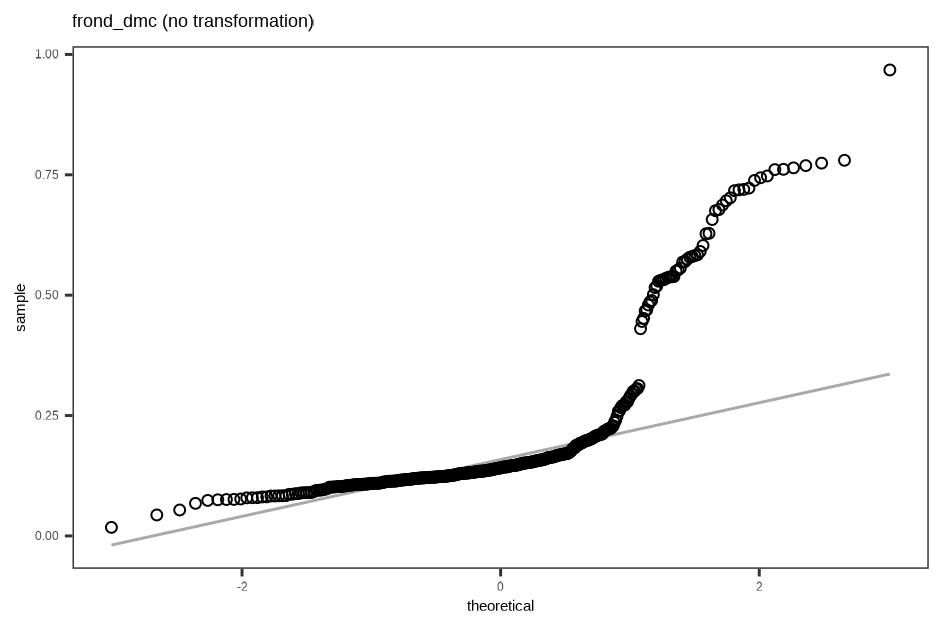 frond_dmc (no transformation)
1.00
0.75
0.50
0.25
0.00
sample
-2
0
2
theoretical